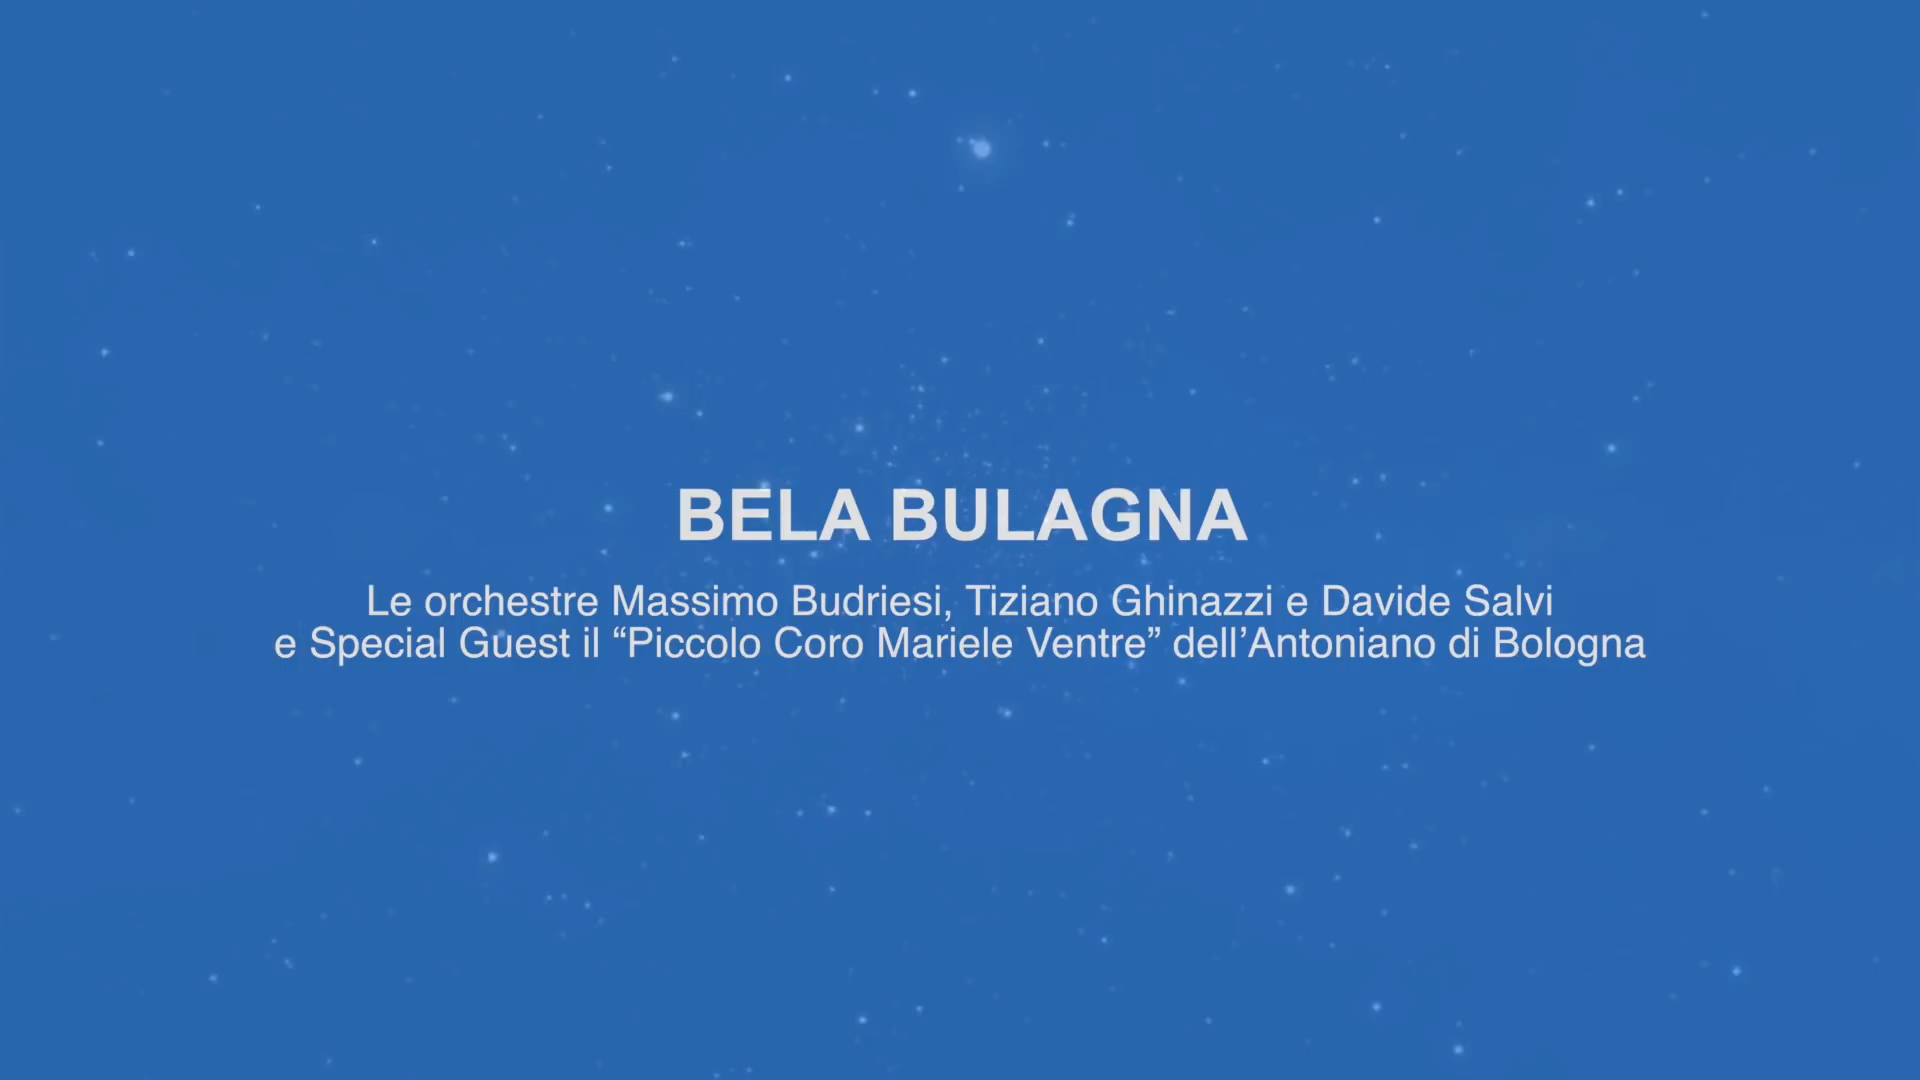 BELA BULAGNA
Le orchestre Massimo Budriesi, Tiziano Ghinazzi e Davide Salvi
e Special Guest il “Piccolo Coro Mariele Ventre” dell’Antoniano di Bologna